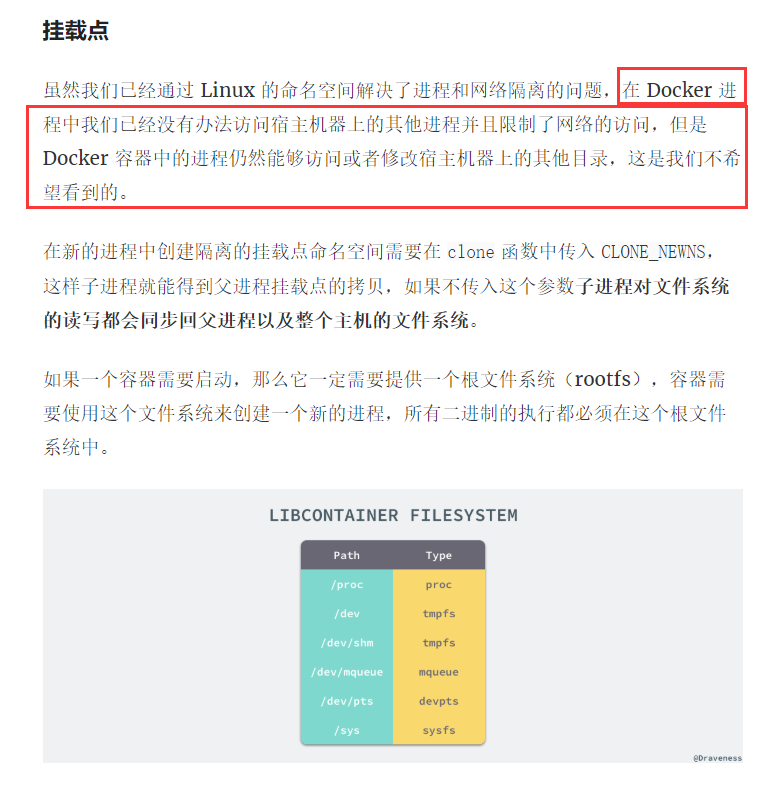 挂载点
虽然我们已经通过 Linux 的命名空间解决了进程和网络隔离的问题，在 Docker 进
程中我们已经没有办法访问宿主机器上的其他进程并且限制了网络的访问，但是
Docker 容器中的进程仍然能够访问或者修改宿主机器上的其他目录，这是我们不希
望看到的。
在新的进程中创建隔离的挂载点命名空间需要在 clone 函数中传入 CLONE_NEWNS，
这样子进程就能得到父进程挂载点的拷贝，如果不传入这个参数子进程对文件系统
的读写都会同步回父进程以及整个主机的文件系统。
如果一个容器需要启动，那么它一定需要提供一个根文件系统（rootfs），容器需
要使用这个文件系统来创建一个新的进程，所有二进制的执行都必须在这个根文件
系统中。
LIBCONTAINER FILESYSTEM
Path Type
/proc proc
/dev tmpfs
/dev/shm tmpfs
/dev/mqueue mqueue
/dev/pts devpts
/sys sysfs
@Draveness